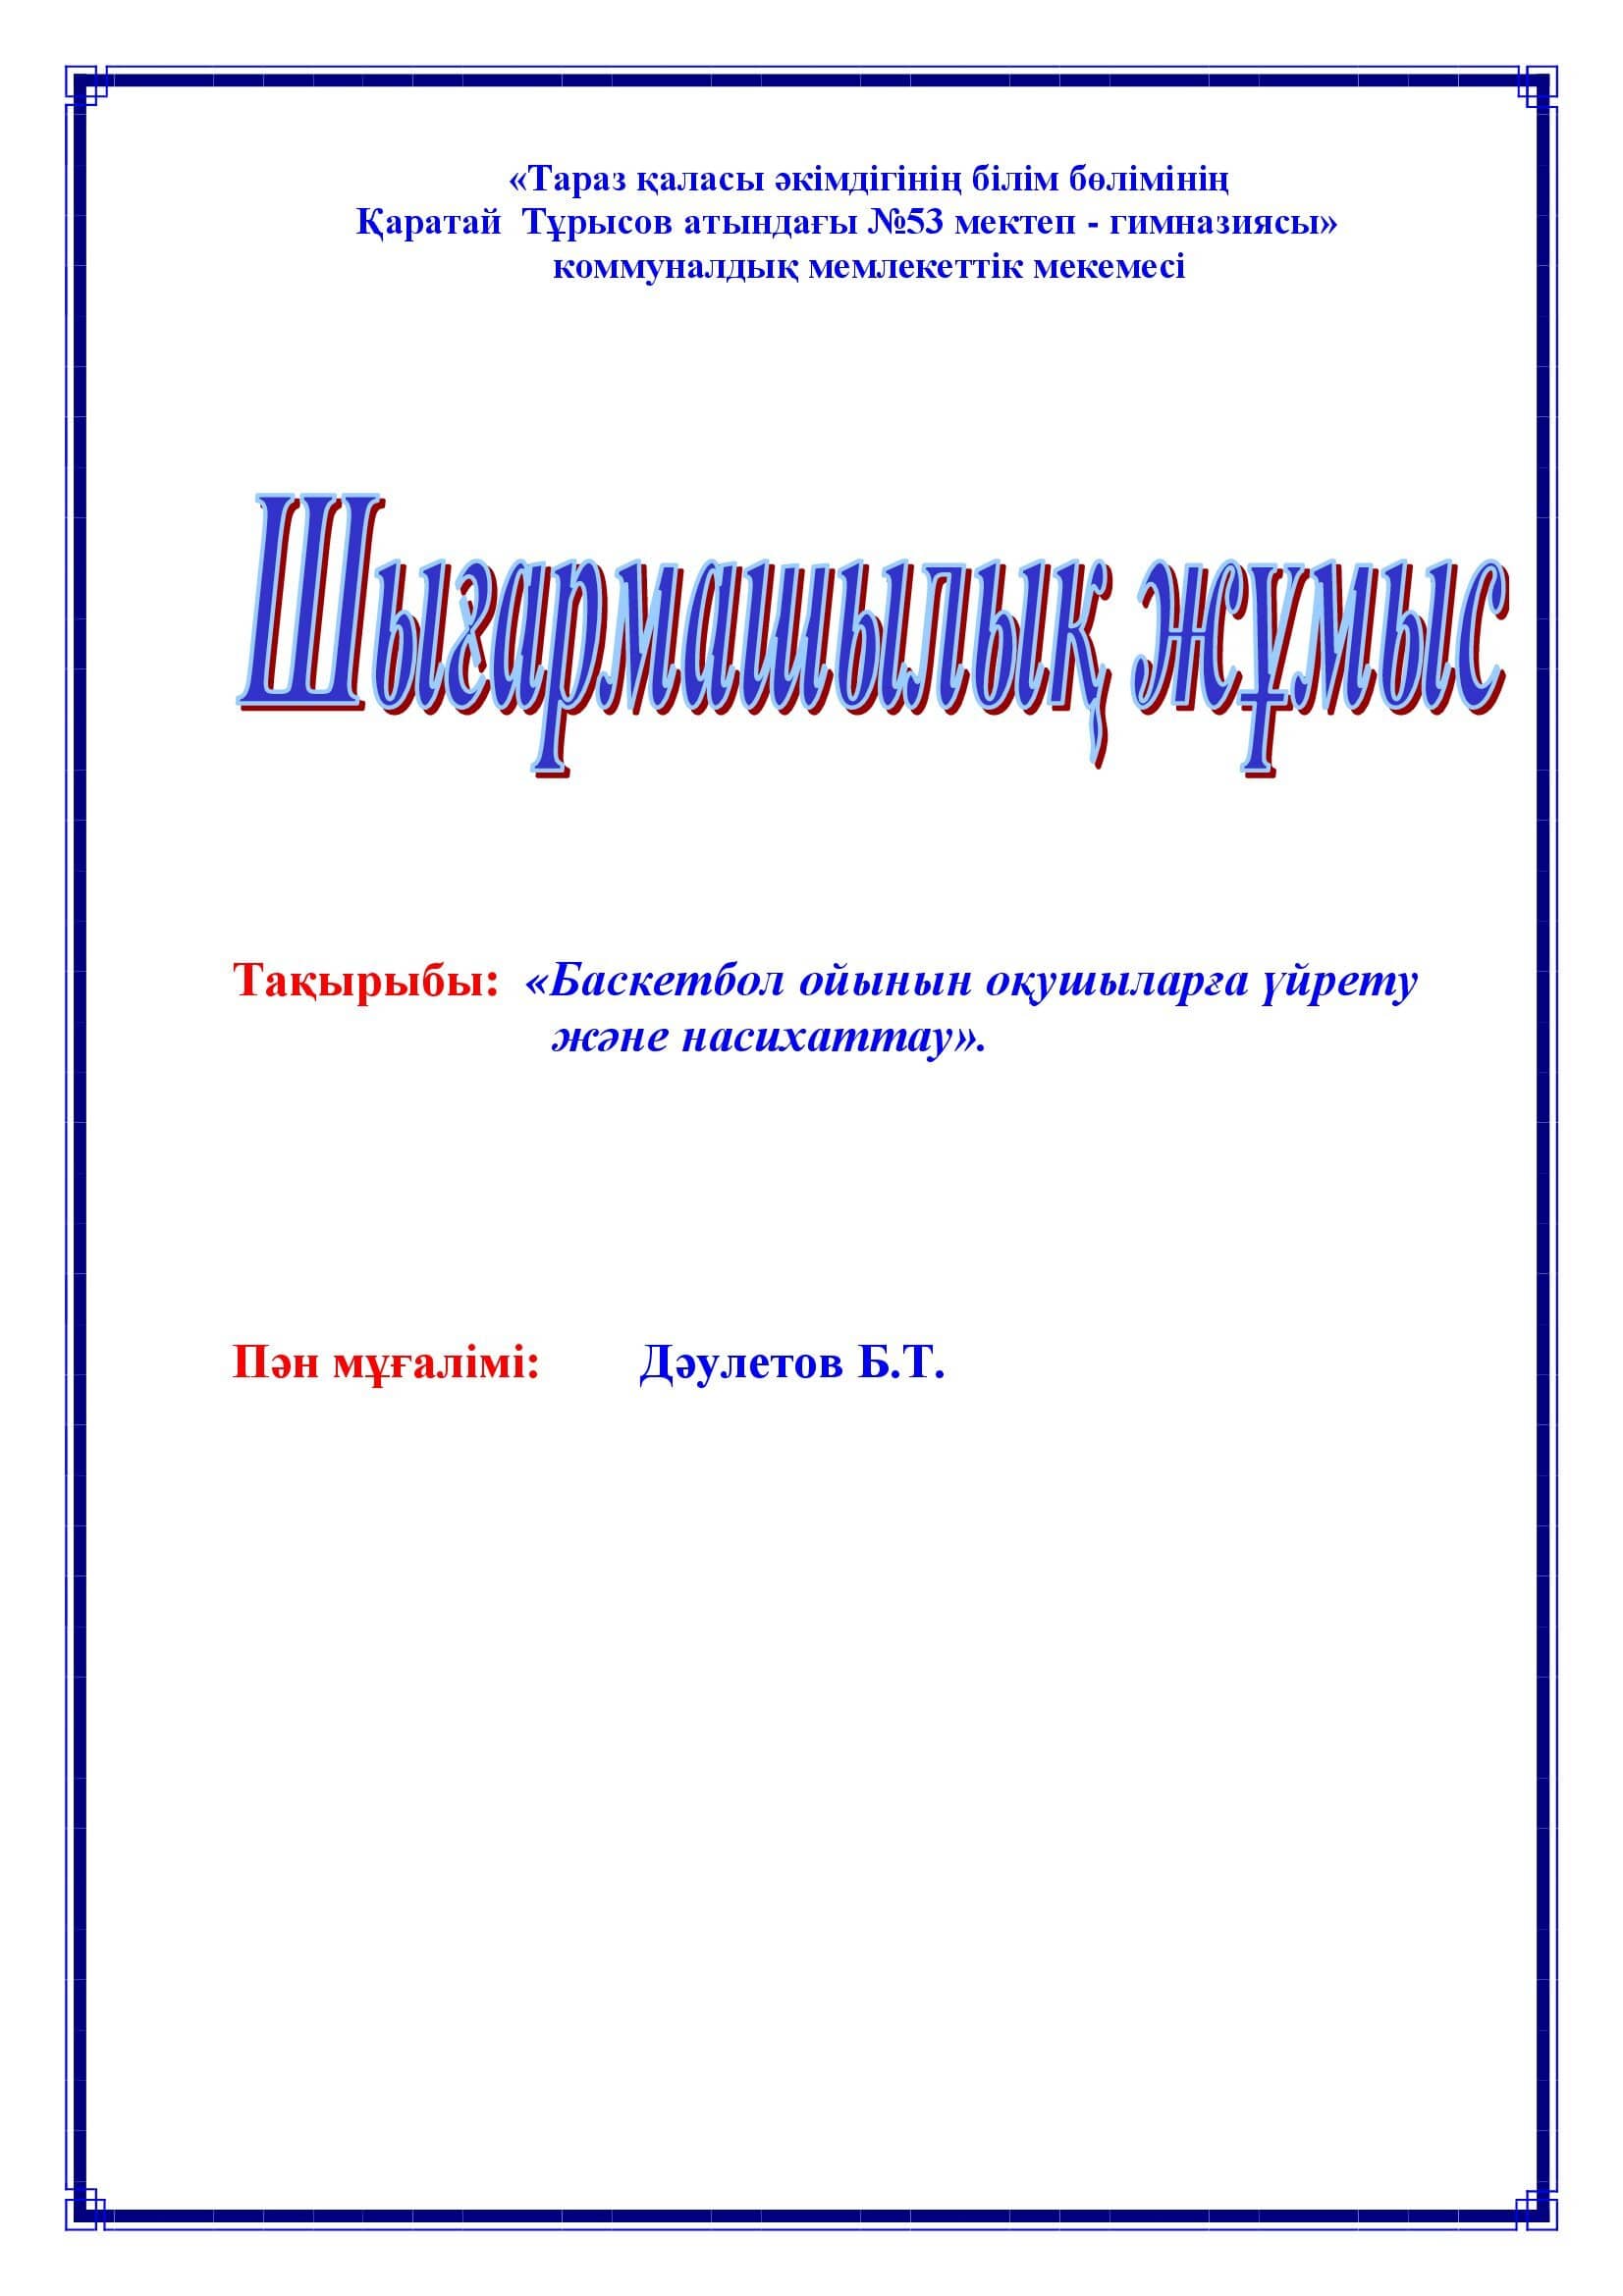 «Тараз қаласы әкімдігінің білім бөлімінің
Қаратай Тұрысов атындағы №53 мектеп - гимназиясы»
коммуналдық мемлекеттік мекемесі
Шығармашылық жұмыс
Тақырыбы: «Баскетбол ойынын оқушыларға үйрету
және насихаттау».
Пән мұғалімі: Дәулетов Б.Т.